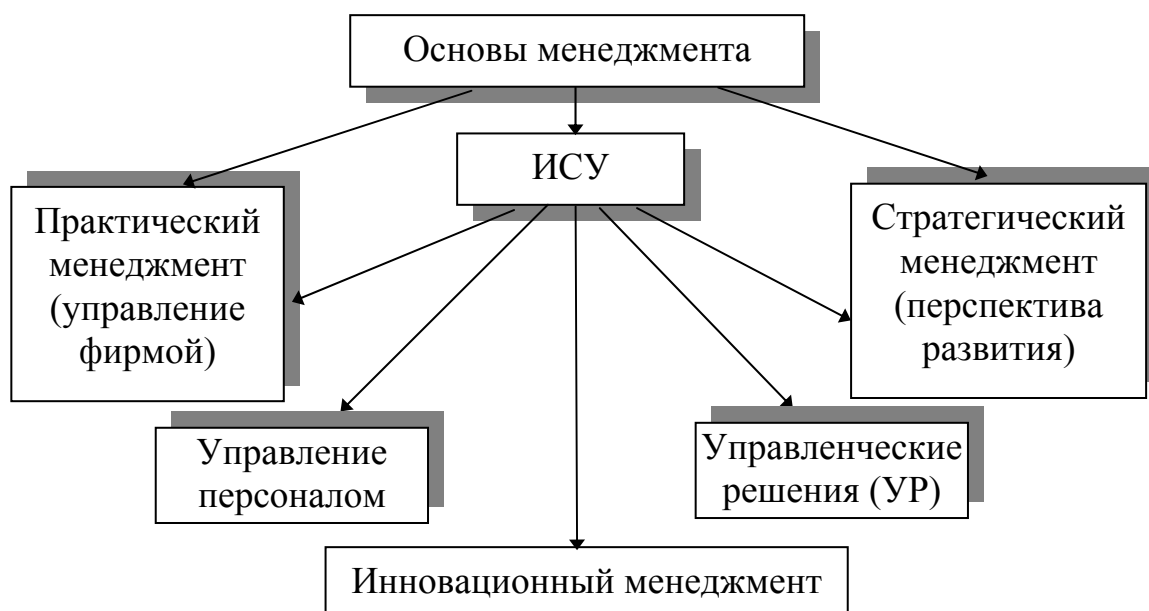 Основы менеджмента
ИСУ
Практический
менеджмент
(управление
фирмой)
Стратегический
менеджмент
(перспектива
развития)
Управление
персоналом
Управленческие
решения (УР)
Инновационный менеджмент